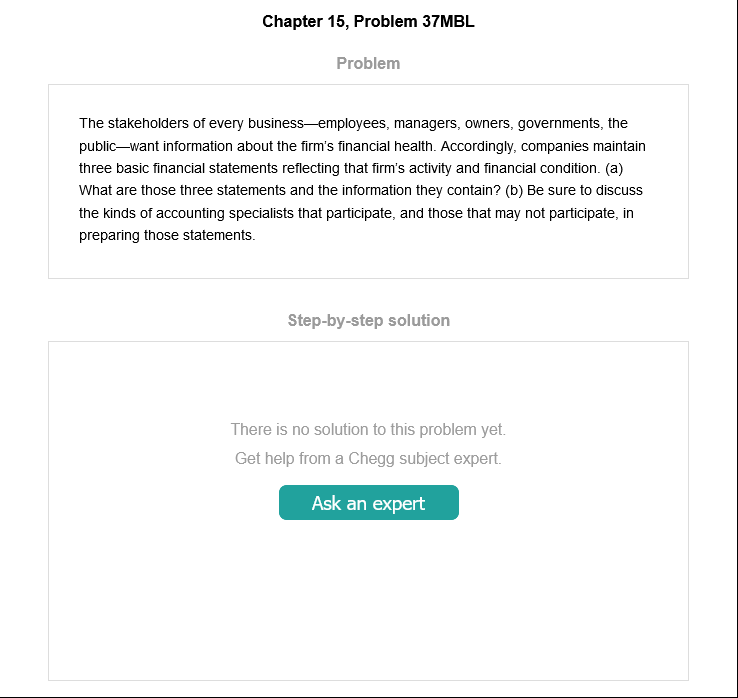 Chapter 15, Problem 37MBL
Problem
The stakeholders of every business—employees, managers, owners, governments, the
public—want information about the firm's financial health. Accordingly, companies maintain
three basic financial statements reflecting that firm's activity and financial condition. (a)
What are those three statements and the information they contain? (b) Be sure to discuss
the kinds of accounting specialists that participate, and those that may not participate, in
preparing those statements.
Step-by-step solution
There is no solution to this problem yet.
Get help from a Chegg subject expert.
Ask an expert